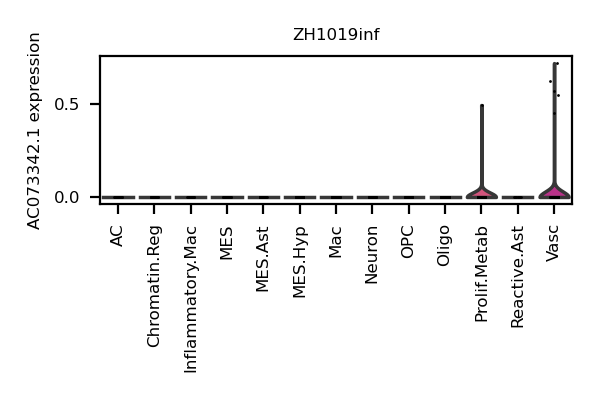 ZH1019inf
AC073342.1 expression
0.5
0.0
AC
Chromatin.Reg
Inflammatory.Mac
MES
MES.Ast
MES.Hyp
Mac
Neuron
OPC
Oligo
Prolif.Metab
Reactive.Ast
Vasc